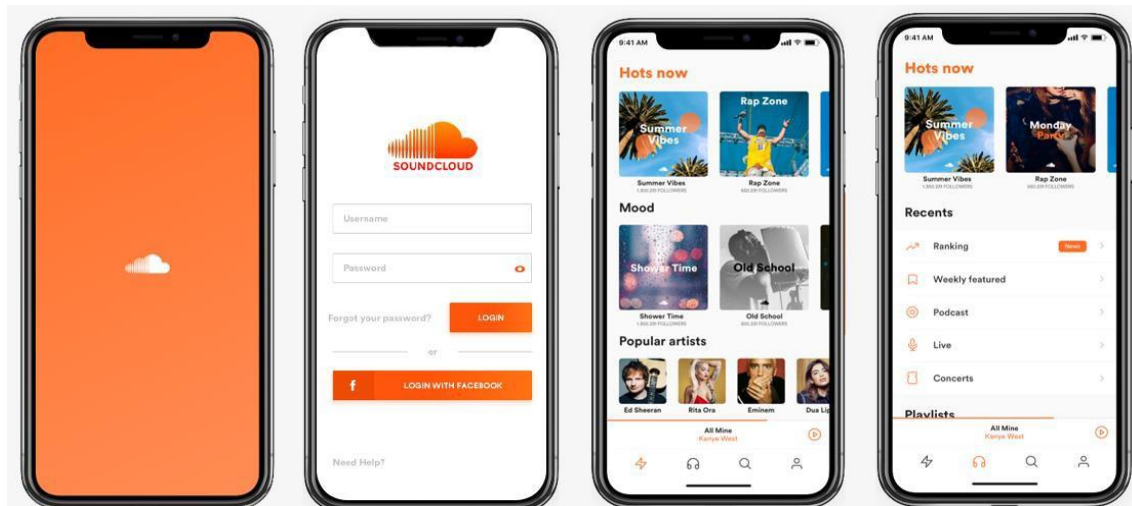 SOUNDCLOUD
Username
Password
Forgot your password?
LOGIN
or
f
LOGIN WITH FACEBOOK
Need Help?
9:41 AM
Hots now
Summer
Vibes
Rap Zone
Summer Vibes
Rap Zone
Mood
Shower Time
Old School
Shower Time
Old School
Popular artists
Ed Sheeran
Rita Ora
Eminem
Dua Lip
All Mine
Kanye West
9:41 AM
Hots now
Summer
Vibes
Monday
Party
Summer Vibes
Rap Zone
Recents
Ranking
News
Weekly featured
Podcast
Live
Concerts
Playlists
All Mine
Kanye West